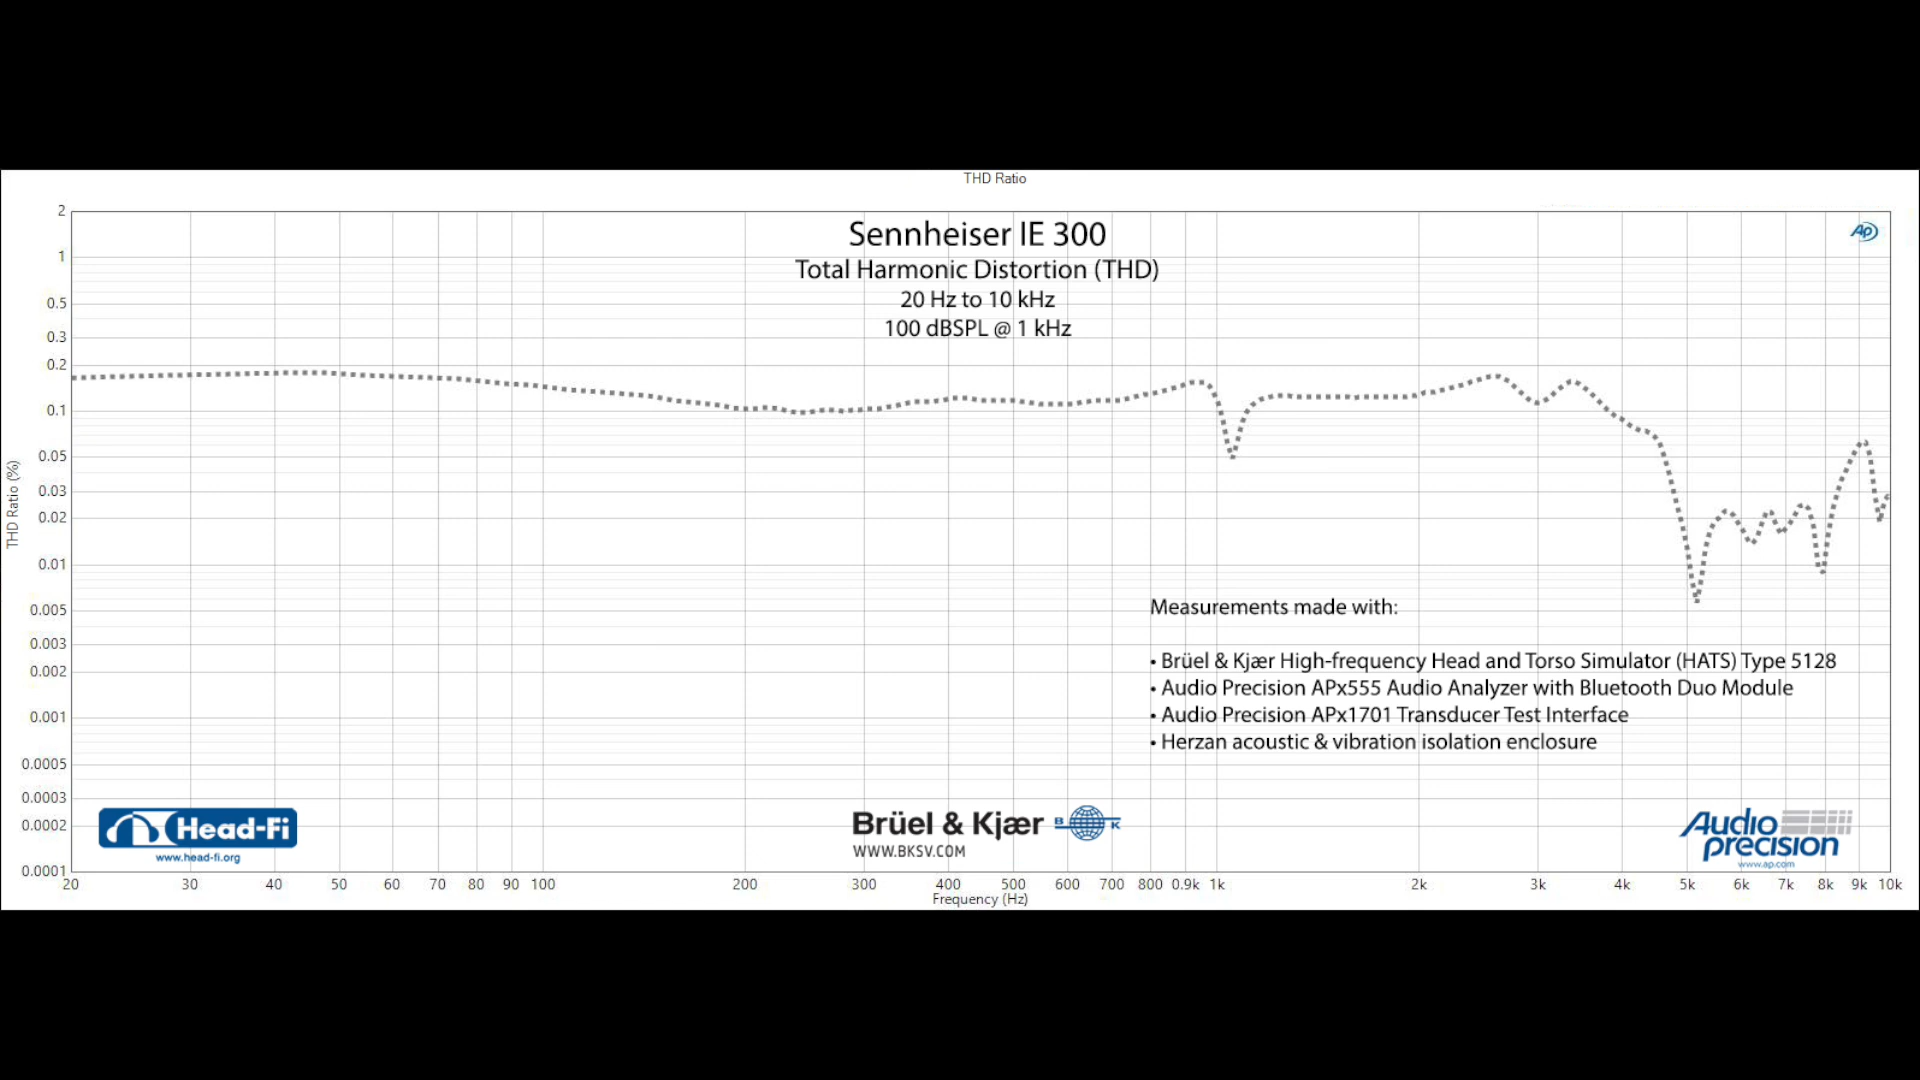 THD Ratio
Sennheiser IE 300
Total Harmonic Distortion (THD)
20 Hz to 10 kHz
100 dBSPL @ 1 kHz
AP
2
1
0.5
0.3
0.2
0.1
0.05
0.03
0.02
0.01
0.005
0.003
0.002
0.001
0.0005
0.0003
0.0002
0.0001
THD Ratio (%)
Measurements made with:
• Brüel & Kjær High-frequency Head and Torso Simulator (HATS) Type 5128
• Audio Precision APx555 Audio Analyzer with Bluetooth Duo Module
• Audio Precision APx1701 Transducer Test Interface
• Herzan acoustic & vibration isolation enclosure
Head-Fi
www.head-fi.org
Brüel & Kjær B K
WWW.BKSV.COM
Audio
precision
www.ap.com
20 30 40 50 60 70 80 90 100 200 300 400 500 600 700 800 0.9k 1k 2k 3k 4k 5k 6k 7k 8k 9k 10k
Frequency (Hz)